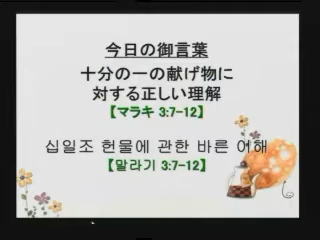 今日の御言葉
十分の一の献げ物に
対する正しい理解
【マラキ 3:7-12】
십일조 헌물에 관한 바른 이해
【말라기 3:7-12】